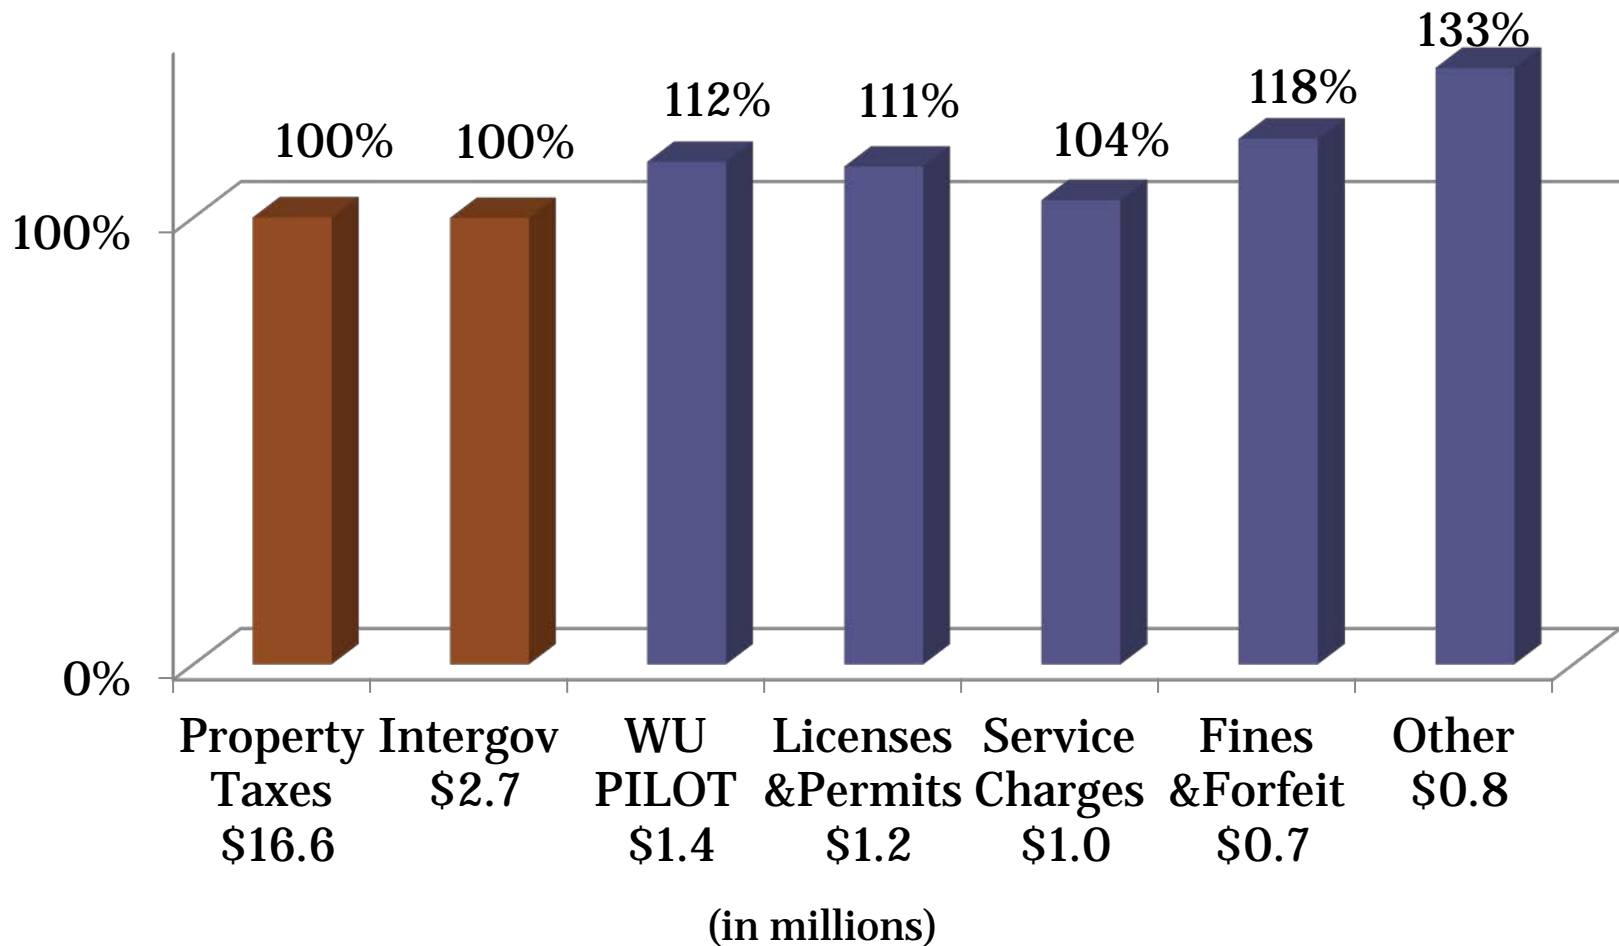 133%
112%
111%
118%
100%
100%
104%
100%
0%
Property
Taxes
$16.6
Intergov
$2.7
WU
PILOT
$1.4
Licenses
&Permits
$1.2
Service
Charges
$1.0
Fines
&Forfeit
$0.7
Other
$0.8
(in millions)